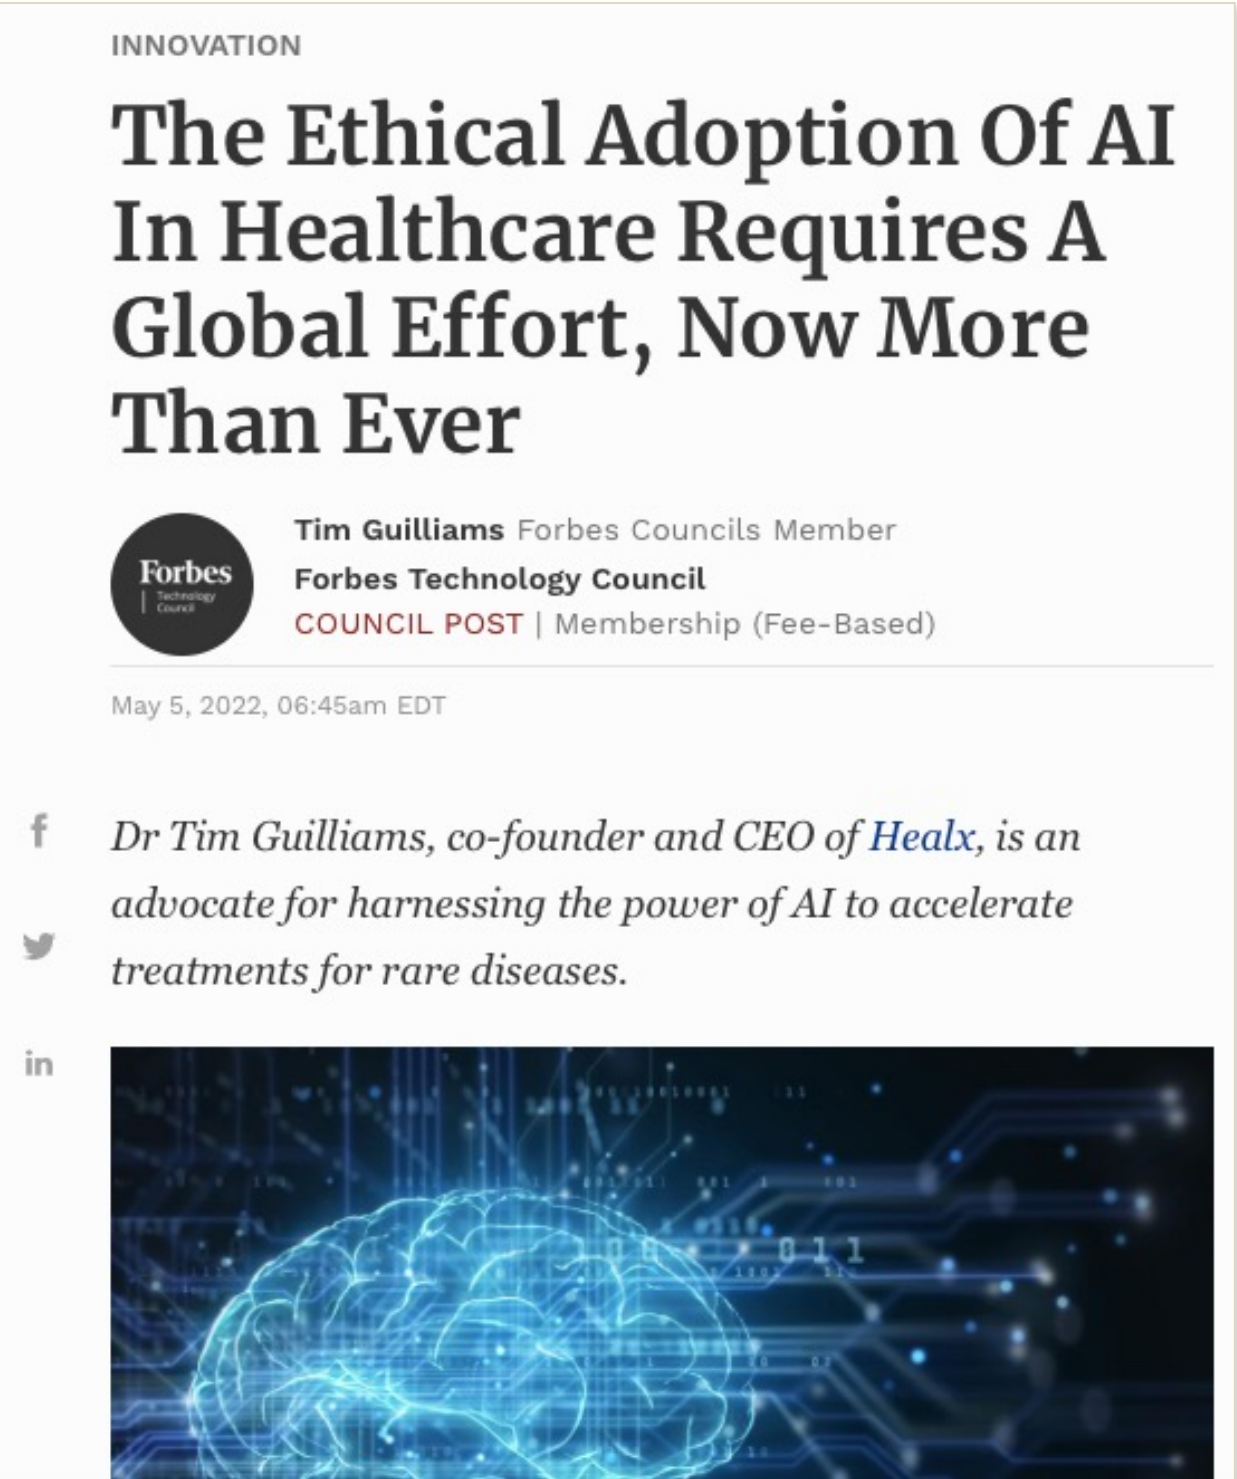 INNOVATION
The Ethical Adoption Of AI
In Healthcare Requires A
Global Effort, Now More
Than Ever
Forbes
Technology
Council
Tim Guilliams Forbes Councils Member
Forbes Technology Council
COUNCIL POST | Membership (Fee-Based)
May 5, 2022, 06:45am EDT
f
in
Dr Tim Guilliams, co-founder and CEO of Healx, is an
advocate for harnessing the power of AI to accelerate
treatments for rare diseases.
011